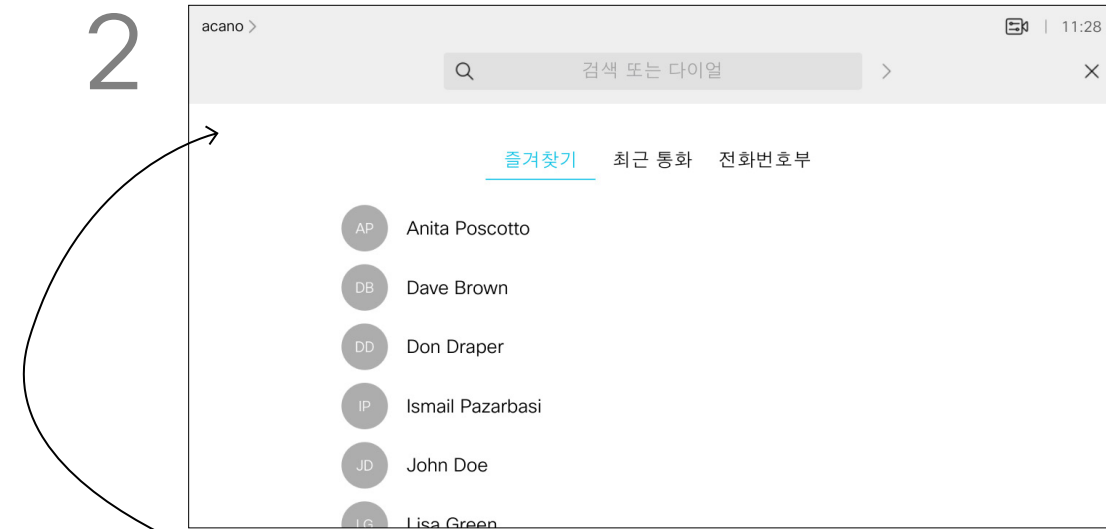 2
acano >
11:28
검색 또는 다이얼
즐겨찾기 최근 통화 전화번호부
AP Anita Poscotto
DB Dave Brown
DD Don Draper
IP Ismail Pazarbasi
JD John Doe
LG Lisa Green